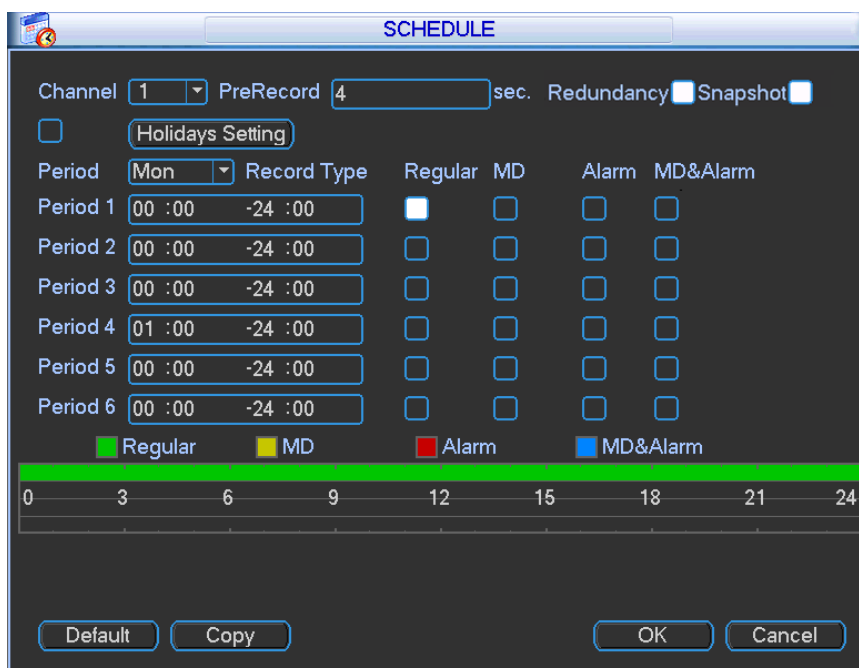 SCHEDULE
Channel 1 PreRecord 4 sec. Redundancy Snapshot
Holidays Setting
Period Mon Record Type Regular MD Alarm MD&Alarm
Period 1 00 :00 -24 :00
Period 2 00 :00 -24 :00
Period 3 00 :00 -24 :00
Period 4 01 :00 -24 :00
Period 5 00 :00 -24 :00
Period 6 00 :00 -24 :00
Regular MD Alarm MD&Alarm
0 3 6 9 12 15 18 21 24
Default Copy OK Cancel